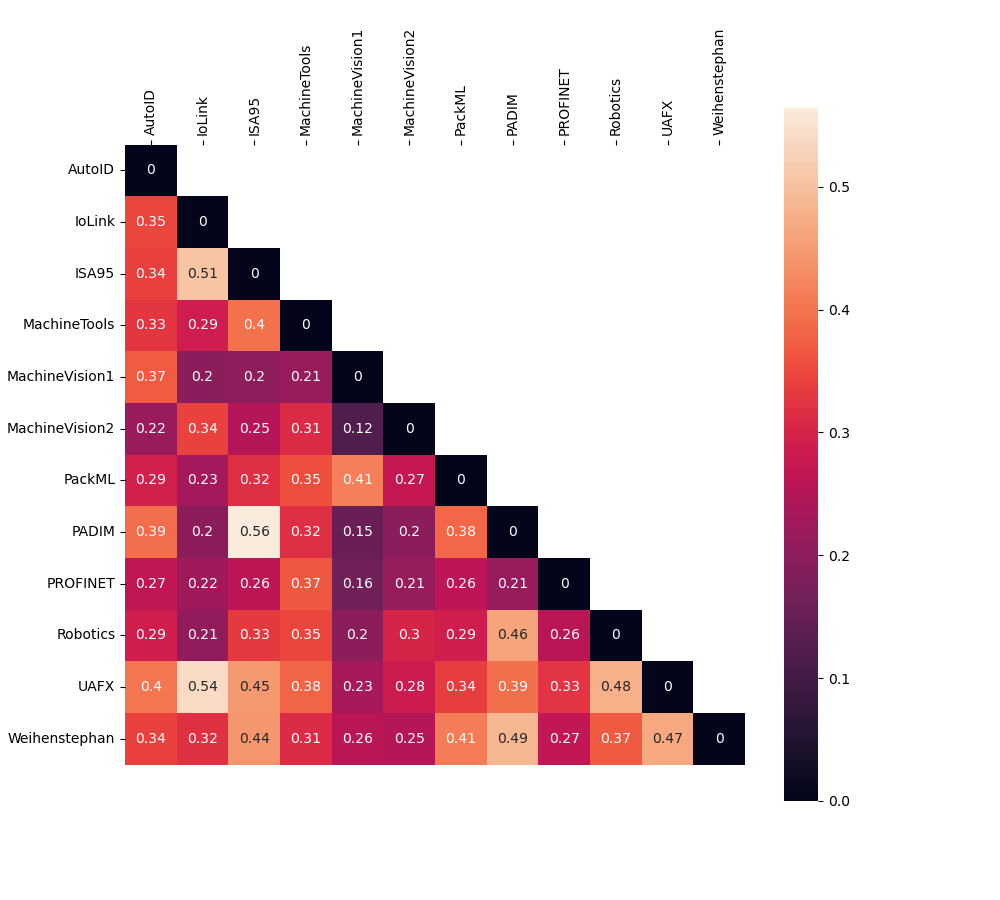 AutoID IoLink ISA95 MachineTools MachineVision1 MachineVision2 PackML PADIM PROFINET Robotics UAFX Weihenstephan
AutoID 0
IoLink 0.35 0
ISA95 0.34 0.51 0
MachineTools 0.33 0.29 0.4 0
MachineVision1 0.37 0.2 0.2 0.21 0
MachineVision2 0.22 0.34 0.25 0.31 0.12 0
PackML 0.29 0.23 0.32 0.35 0.41 0.27 0
PADIM 0.39 0.2 0.56 0.32 0.15 0.2 0.38 0
PROFINET 0.27 0.22 0.26 0.37 0.16 0.21 0.26 0.21 0
Robotics 0.29 0.21 0.33 0.35 0.2 0.3 0.29 0.46 0.26 0
UAFX 0.4 0.54 0.45 0.38 0.23 0.28 0.34 0.39 0.33 0.48 0
Weihenstephan 0.34 0.32 0.44 0.31 0.26 0.25 0.41 0.49 0.27 0.37 0.47 0
0.5
0.4
0.3
0.2
0.1
0.0